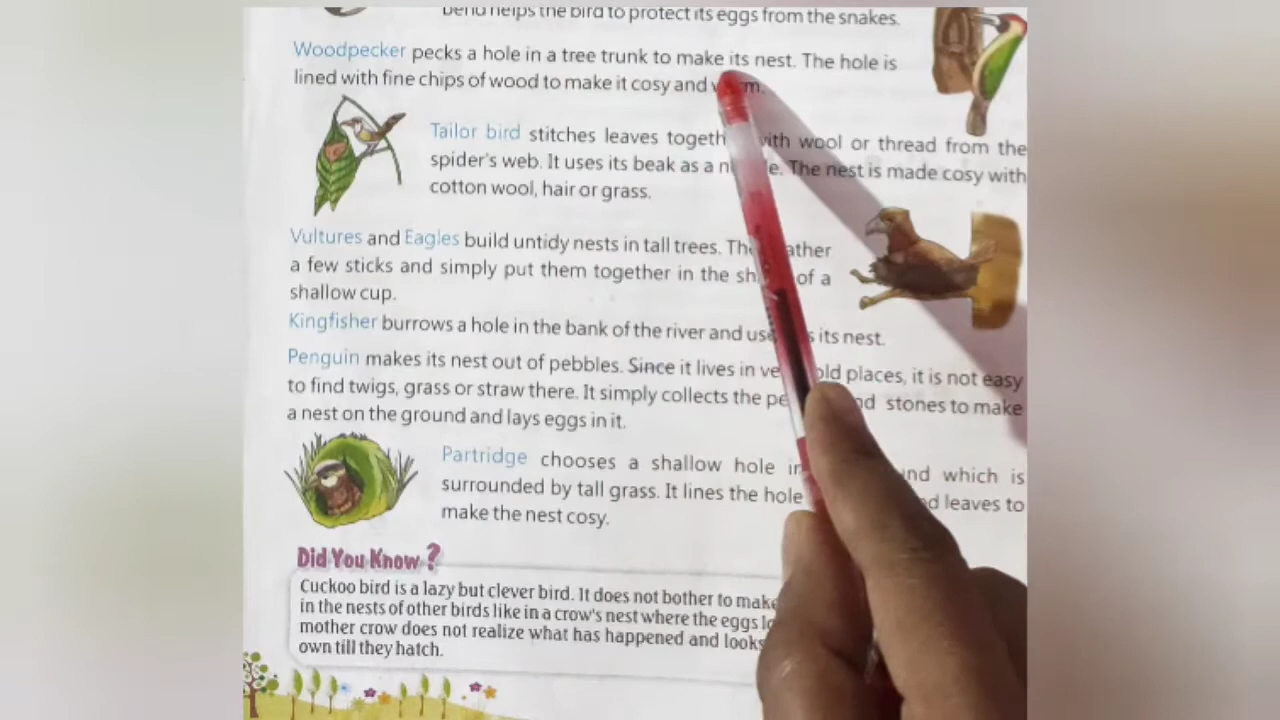 bend helps the bird to protect its eggs from the snakes.
Woodpecker pecks a hole in a tree trunk to make its nest. The hole is
lined with fine chips of wood to make it cosy and
Tailor bird stitches leaves with wool or thread from the
spider's web. It uses its beak as a The nest is made cosy with
cotton wool, hair or grass.
Vultures and Eagles build untidy nests in tall trees.
a few sticks and simply put them together in the of a
shallow cup.
Kingfisher burrows a hole in the bank of the river and its nest.
Penguin makes its nest out of pebbles. Since it lives in places, it is not easy
to find twigs, grass or straw there. It simply collects the stones to make
a nest on the ground and lays eggs in it.
Partridge chooses a shallow hole which is
surrounded by tall grass. It lines the hole leaves to
make the nest cosy.
Did You Know?
Cuckoo bird is a lazy but clever bird. It does not bother to make
in the nests of other birds like in a crow's nest where the eggs
mother crow does not realize what has happened and looks
own till they hatch.